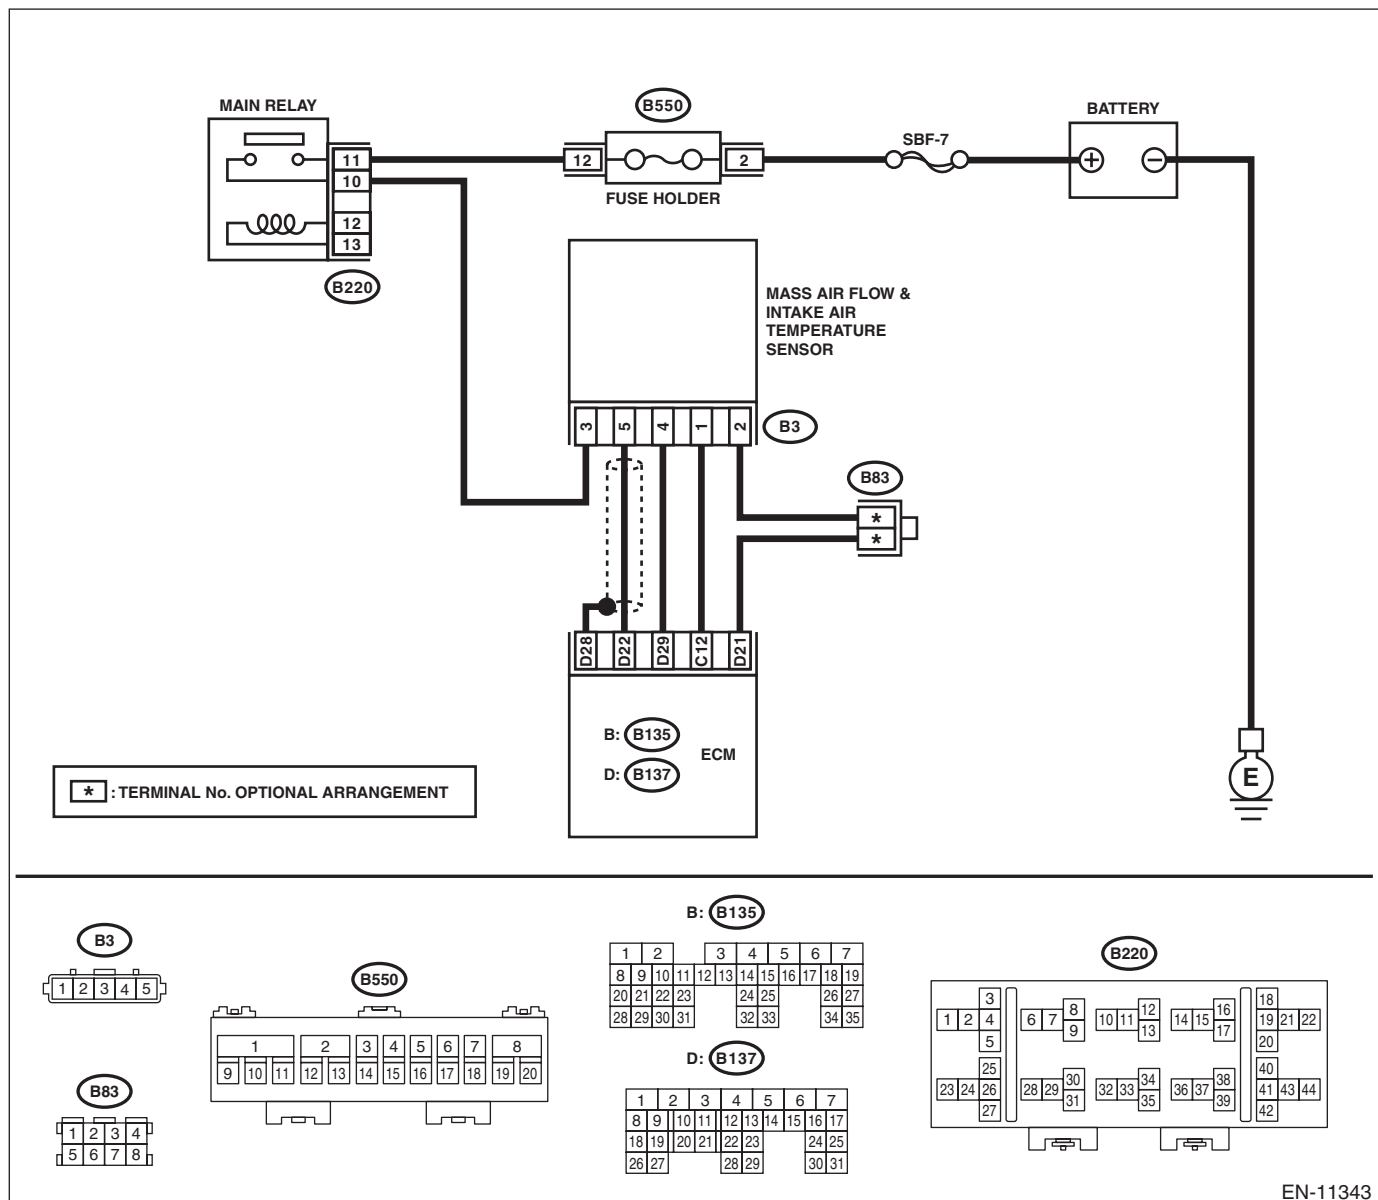 B550
MAIN RELAY
BATTERY
SBF-7
11
12
2
+
−
10
FUSE HOLDER
12
13
B220
MASS AIR FLOW &
INTAKE AIR
TEMPERATURE
SENSOR
3 5 4 1 2
B3
B83
*
*
D28 D22 D29 C12 D21
B: B135
ECM
D: B137
E
* : TERMINAL No. OPTIONAL ARRANGEMENT
B3
1 2 3 4 5
B83
1 2 3 4
5 6 7 8
B550
1 2 3 4 5 6 7 8
9 10 11 12 13 14 15 16 17 18 19 20
B: B135
1 2 3 4 5 6 7
8 9 10 11 12 13 14 15 16 17 18 19
20 21 22 23 24 25 26 27
28 29 30 31 32 33 34 35
D: B137
1 2 3 4 5 6 7
8 9 10 11 12 13 14 15 16 17
18 19 20 21 22 23 24 25
26 27 28 29 30 31
B220
3 8 12 16 18
1 2 4 6 7 10 11 14 15 19 21 22
5 9 13 17 20
25 30 34 38 40
23 24 26 28 29 32 33 36 37 41 43 44
27 31 35 39 42
EN-11343